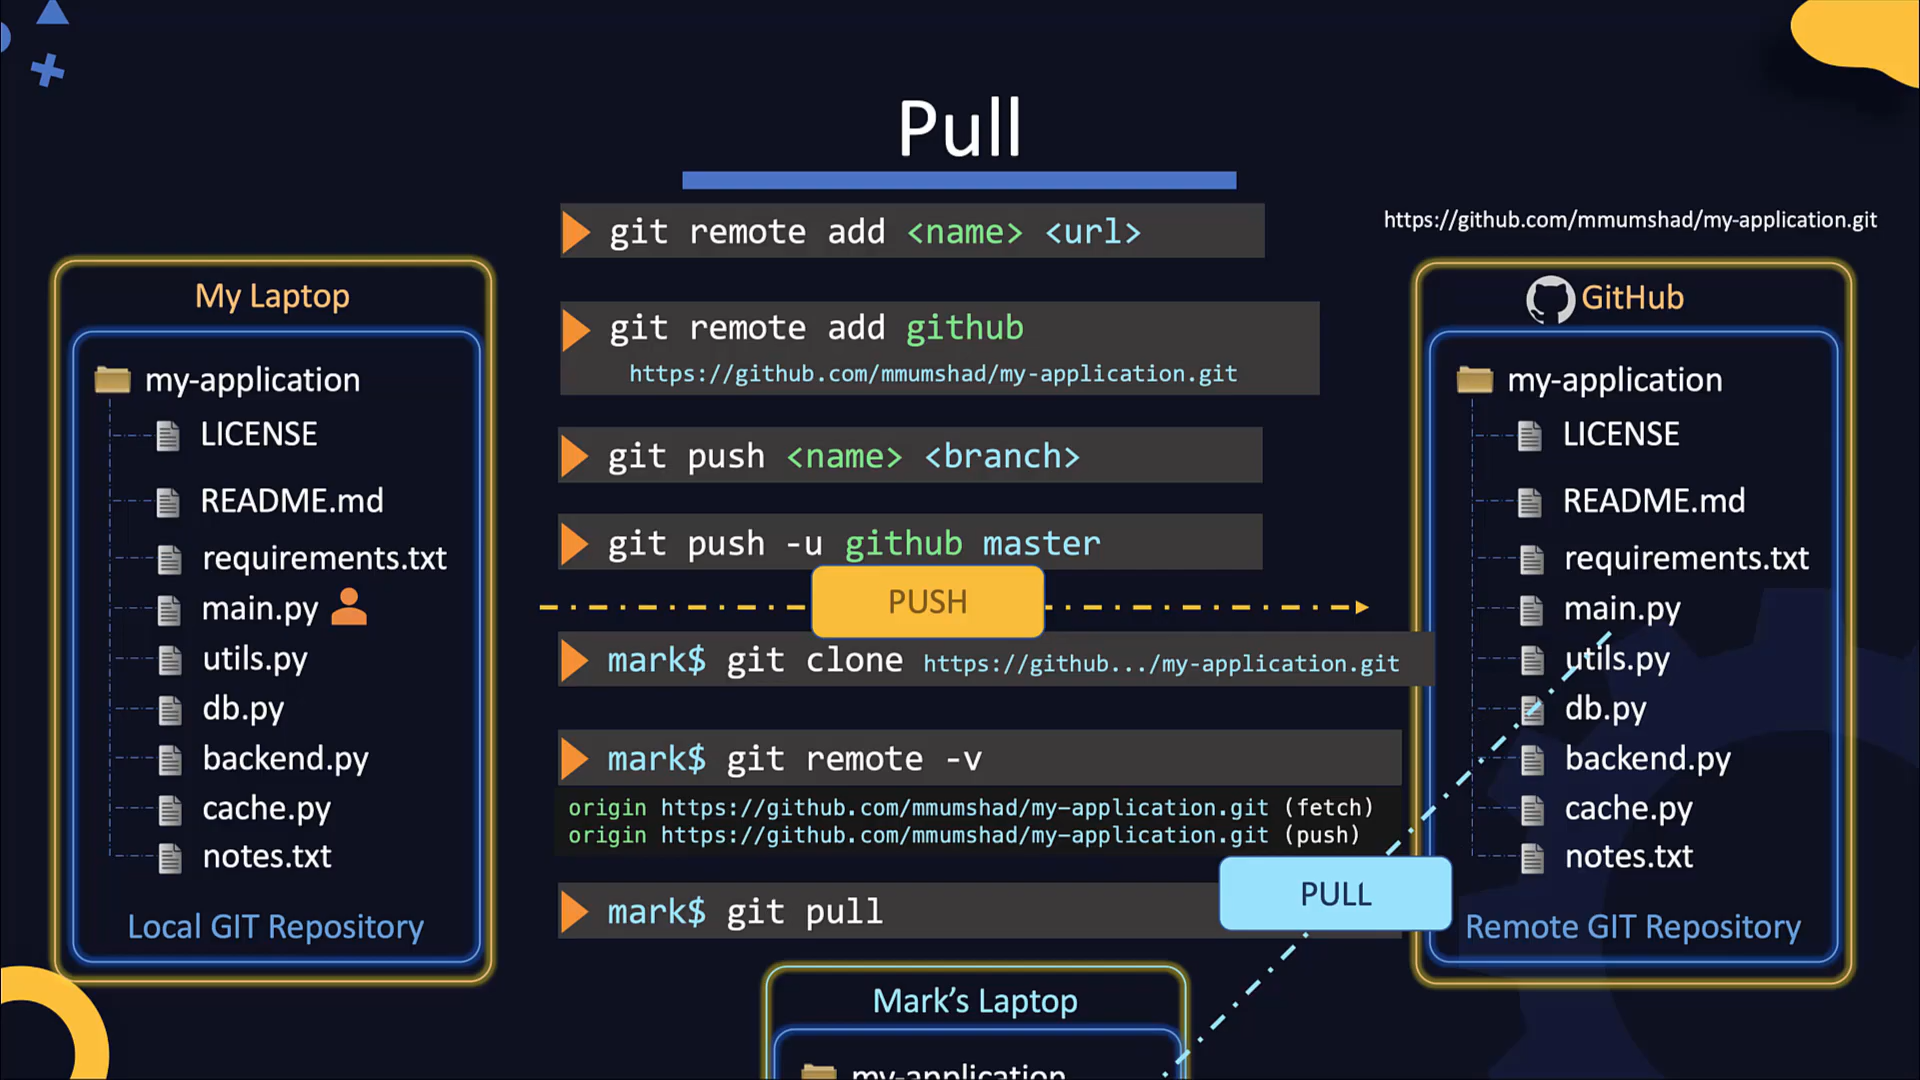 Pull
git remote add <name> <url>
https://github.com/mmumshad/my-application.git
git remote add github
https://github.com/mmumshad/my-application.git
git push <name> <branch>
git push -u github master
PUSH
mark$ git clone https://github.../my-application.git
mark$ git remote -v
origin https://github.com/mmumshad/my-application.git (fetch)
origin https://github.com/mmumshad/my-application.git (push)
mark$ git pull
PULL
My Laptop
my-application
LICENSE
README.md
requirements.txt
main.py
utils.py
db.py
backend.py
cache.py
notes.txt
Local GIT Repository
GitHub
my-application
LICENSE
README.md
requirements.txt
main.py
utils.py
db.py
backend.py
cache.py
notes.txt
Remote GIT Repository
Mark's Laptop
my-application